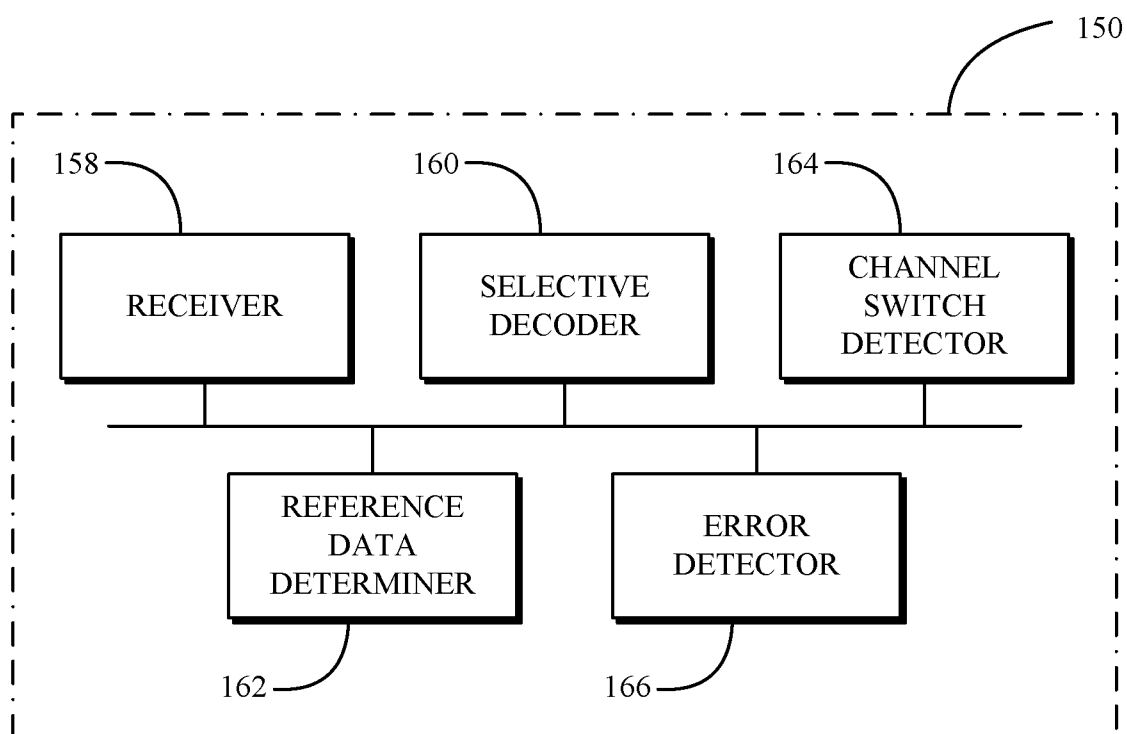 150
158
160
164
RECEIVER
SELECTIVE
DECODER
CHANNEL
SWITCH
DETECTOR
REFERENCE
DATA
DETERMINER
ERROR
DETECTOR
162
166